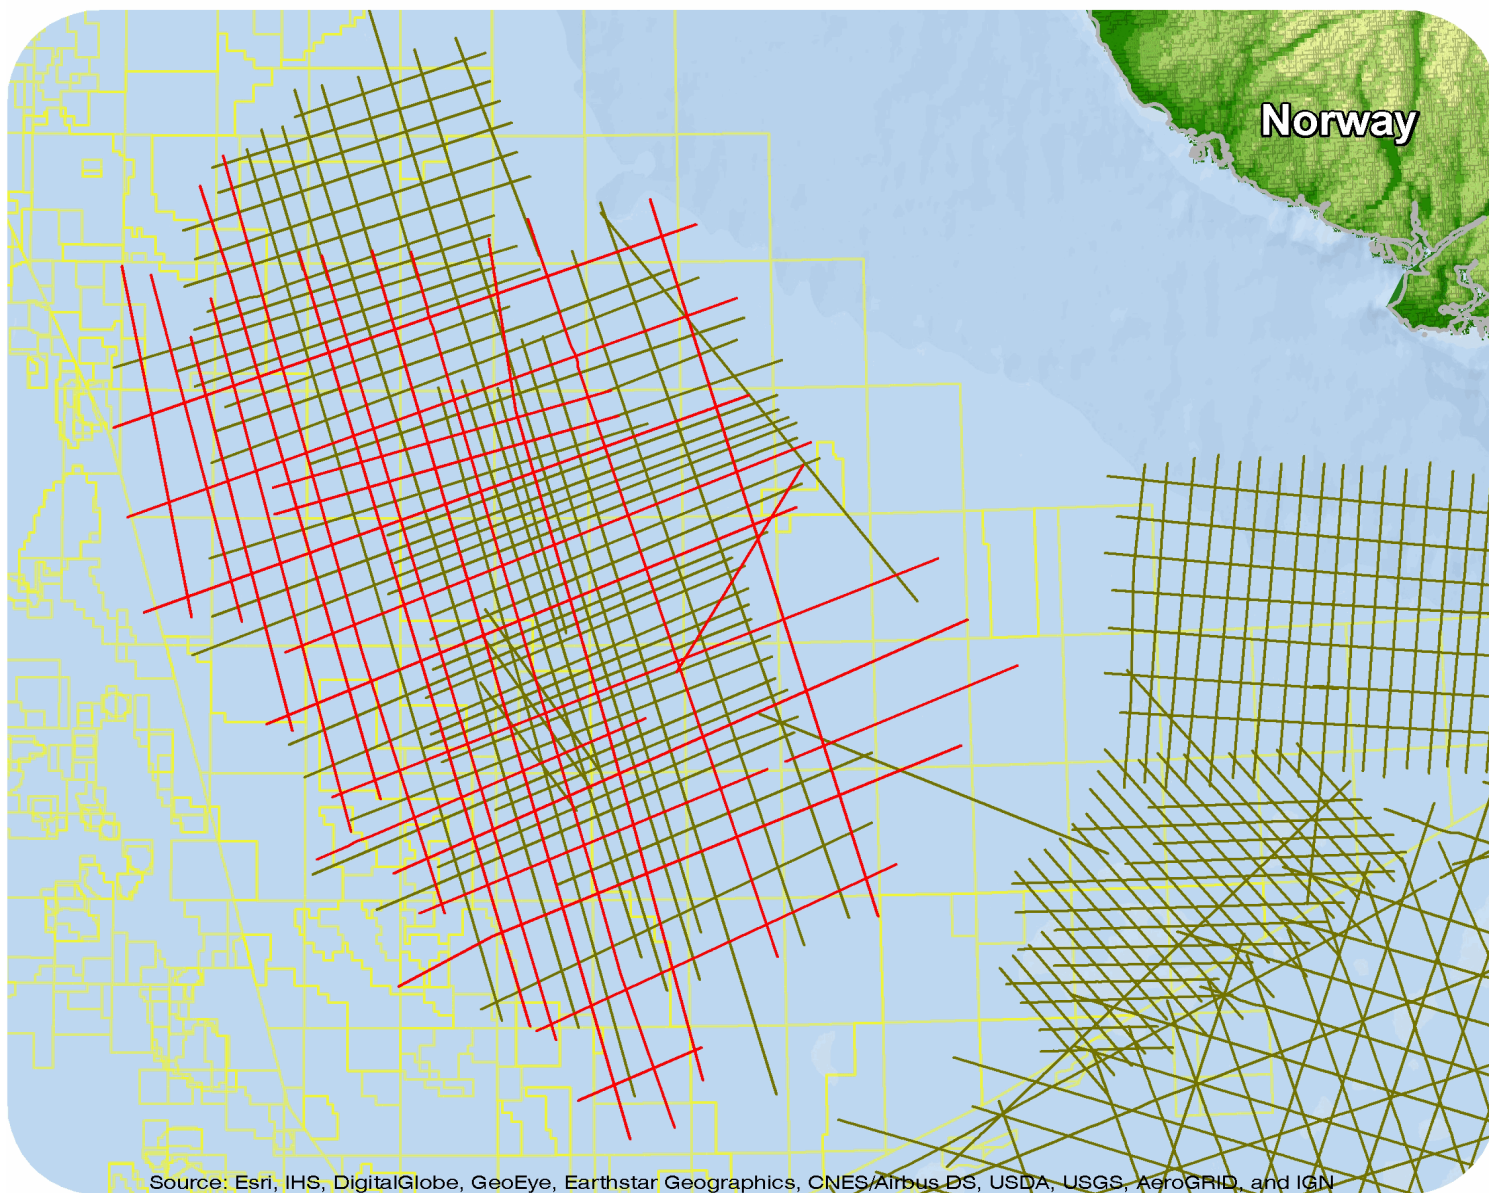 Norway
Source: Esri, IHS, DigitalGlobe, GeoEye, Earthstar Geographics, CNES/Airbus DS, USDA, USGS, AeroGRID, and IGN